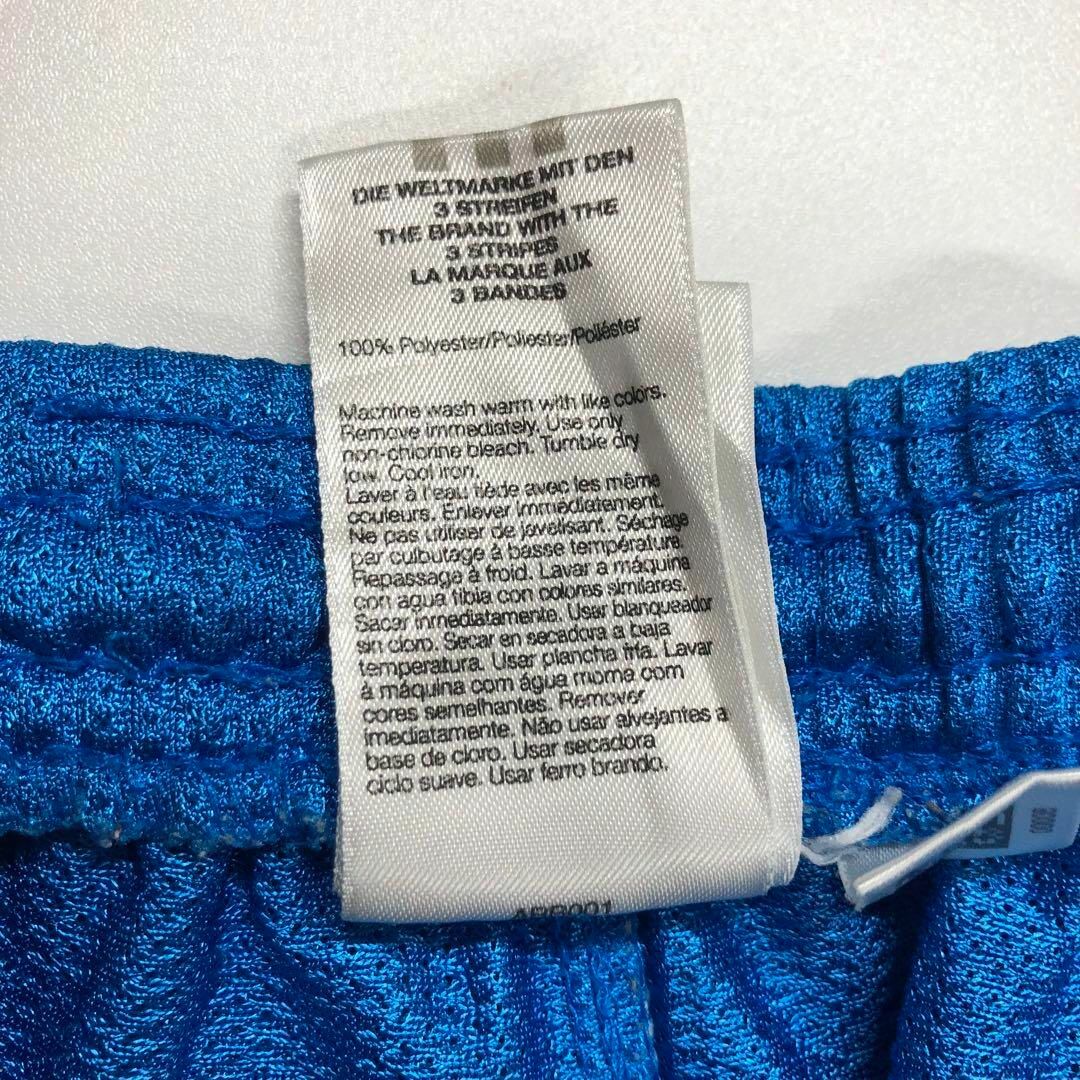 DIE WELTMARKE MIT DEN
3 STREIFEN
THE BRAND WITH THE
3 STRIPES
LA MARQUE AUX
3 BANDES
100% Polyester/Poliester/Poliéster
Machine wash warm with like colors.
Remove immediately. Use only
non-chlorine bleach. Tumble dry
low. Cool iron.
Laver à l'eau tiède avec les même
couleurs. Enlever immédiatement.
Ne pas utiliser de javelisant. Séchage
par culbutage à basse température.
Repassage à froid. Lavar a máquina
con agua tibia con colores similares.
Sacar inmediatamente. Usar blanqueador
sin cloro. Secar en secadora a baja
temperatura. Usar plancha fría. Lavar
à máquina com água morna com
cores semelhantes. Remover
imediatamente. Não usar alvejantes a
base de cloro. Usar secadora
ciclo suave. Usar ferro brando.